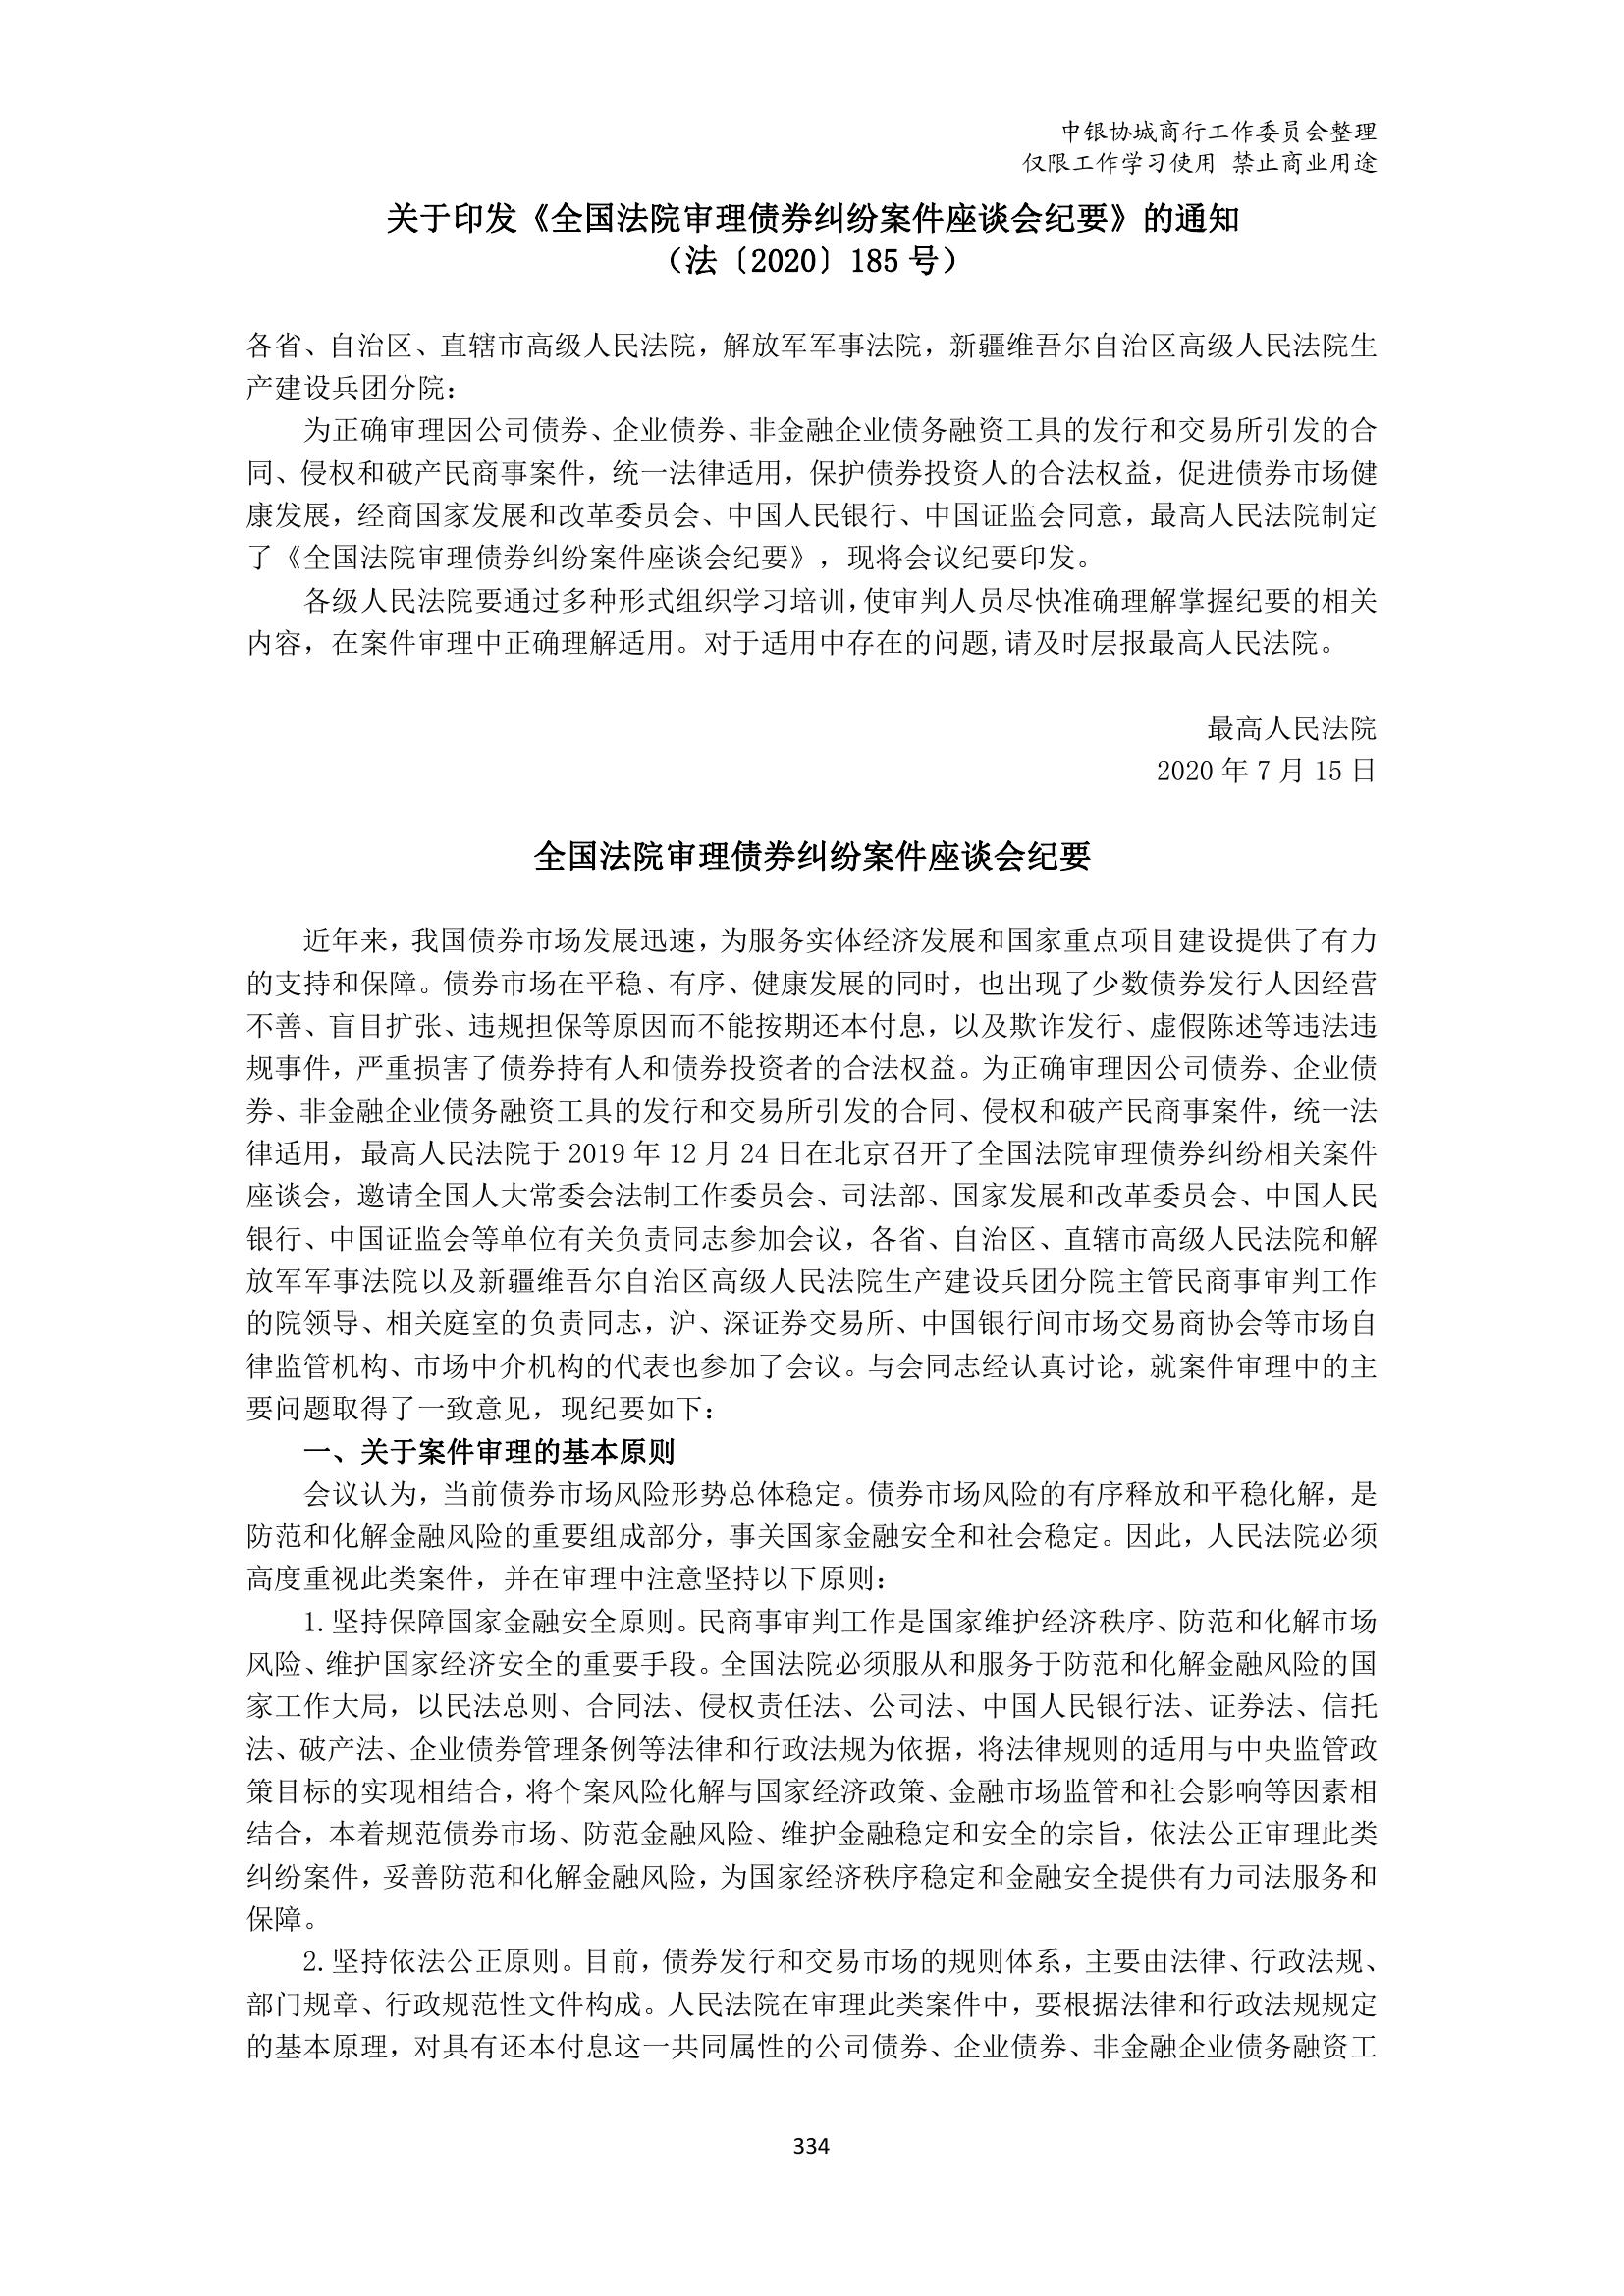 中银协城商行工作委员会整理
仅限工作学习使用 禁止商业用途
关于印发《全国法院审理债券纠纷案件座谈会纪要》的通知
（法〔2020〕185 号）
各省、自治区、直辖市高级人民法院，解放军军事法院，新疆维吾尔自治区高级人民法院生
产建设兵团分院：
为正确审理因公司债券、企业债券、非金融企业债务融资工具的发行和交易所引发的合
同、侵权和破产民商事案件，统一法律适用，保护债券投资人的合法权益，促进债券市场健
康发展，经商国家发展和改革委员会、中国人民银行、中国证监会同意，最高人民法院制定
了《全国法院审理债券纠纷案件座谈会纪要》，现将会议纪要印发。
各级人民法院要通过多种形式组织学习培训,使审判人员尽快准确理解掌握纪要的相关
内容，在案件审理中正确理解适用。对于适用中存在的问题,请及时层报最高人民法院。
最高人民法院
2020 年 7 月 15 日
全国法院审理债券纠纷案件座谈会纪要
近年来，我国债券市场发展迅速，为服务实体经济发展和国家重点项目建设提供了有力
的支持和保障。债券市场在平稳、有序、健康发展的同时，也出现了少数债券发行人因经营
不善、盲目扩张、违规担保等原因而不能按期还本付息，以及欺诈发行、虚假陈述等违法违
规事件，严重损害了债券持有人和债券投资者的合法权益。为正确审理因公司债券、企业债
券、非金融企业债务融资工具的发行和交易所引发的合同、侵权和破产民商事案件，统一法
律适用，最高人民法院于 2019 年 12 月 24 日在北京召开了全国法院审理债券纠纷相关案件
座谈会，邀请全国人大常委会法制工作委员会、司法部、国家发展和改革委员会、中国人民
银行、中国证监会等单位有关负责同志参加会议，各省、自治区、直辖市高级人民法院和解
放军军事法院以及新疆维吾尔自治区高级人民法院生产建设兵团分院主管民商事审判工作
的院领导、相关庭室的负责同志，沪、深证券交易所、中国银行间市场交易商协会等市场自
律监管机构、市场中介机构的代表也参加了会议。与会同志经认真讨论，就案件审理中的主
要问题取得了一致意见，现纪要如下：
一、关于案件审理的基本原则
会议认为，当前债券市场风险形势总体稳定。债券市场风险的有序释放和平稳化解，是
防范和化解金融风险的重要组成部分，事关国家金融安全和社会稳定。因此，人民法院必须
高度重视此类案件，并在审理中注意坚持以下原则：
1.坚持保障国家金融安全原则。民商事审判工作是国家维护经济秩序、防范和化解市场
风险、维护国家经济安全的重要手段。全国法院必须服从和服务于防范和化解金融风险的国
家工作大局，以民法总则、合同法、侵权责任法、公司法、中国人民银行法、证券法、信托
法、破产法、企业债券管理条例等法律和行政法规为依据，将法律规则的适用与中央监管政
策目标的实现相结合，将个案风险化解与国家经济政策、金融市场监管和社会影响等因素相
结合，本着规范债券市场、防范金融风险、维护金融稳定和安全的宗旨，依法公正审理此类
纠纷案件，妥善防范和化解金融风险，为国家经济秩序稳定和金融安全提供有力司法服务和
保障。
2.坚持依法公正原则。目前，债券发行和交易市场的规则体系，主要由法律、行政法规、
部门规章、行政规范性文件构成。人民法院在审理此类案件中，要根据法律和行政法规规定
的基本原理，对具有还本付息这一共同属性的公司债券、企业债券、非金融企业债务融资工
334